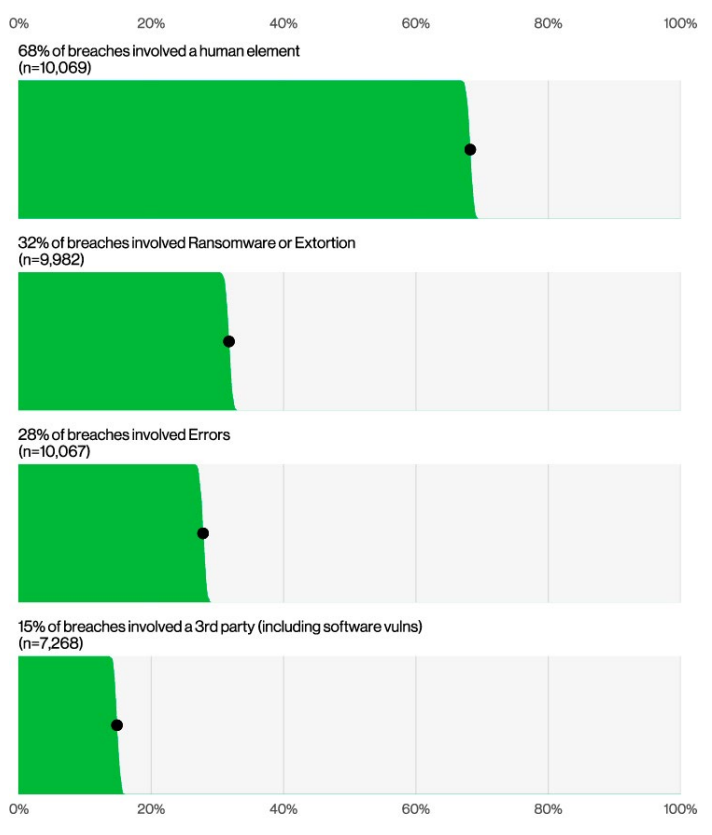 0% 20% 40% 60% 80% 100%
68% of breaches involved a human element
(n=10,069)
32% of breaches involved Ransomware or Extortion
(n=9,982)
28% of breaches involved Errors
(n=10,067)
15% of breaches involved a 3rd party (including software vulns)
(n=7,268)
0% 20% 40% 60% 80% 100%